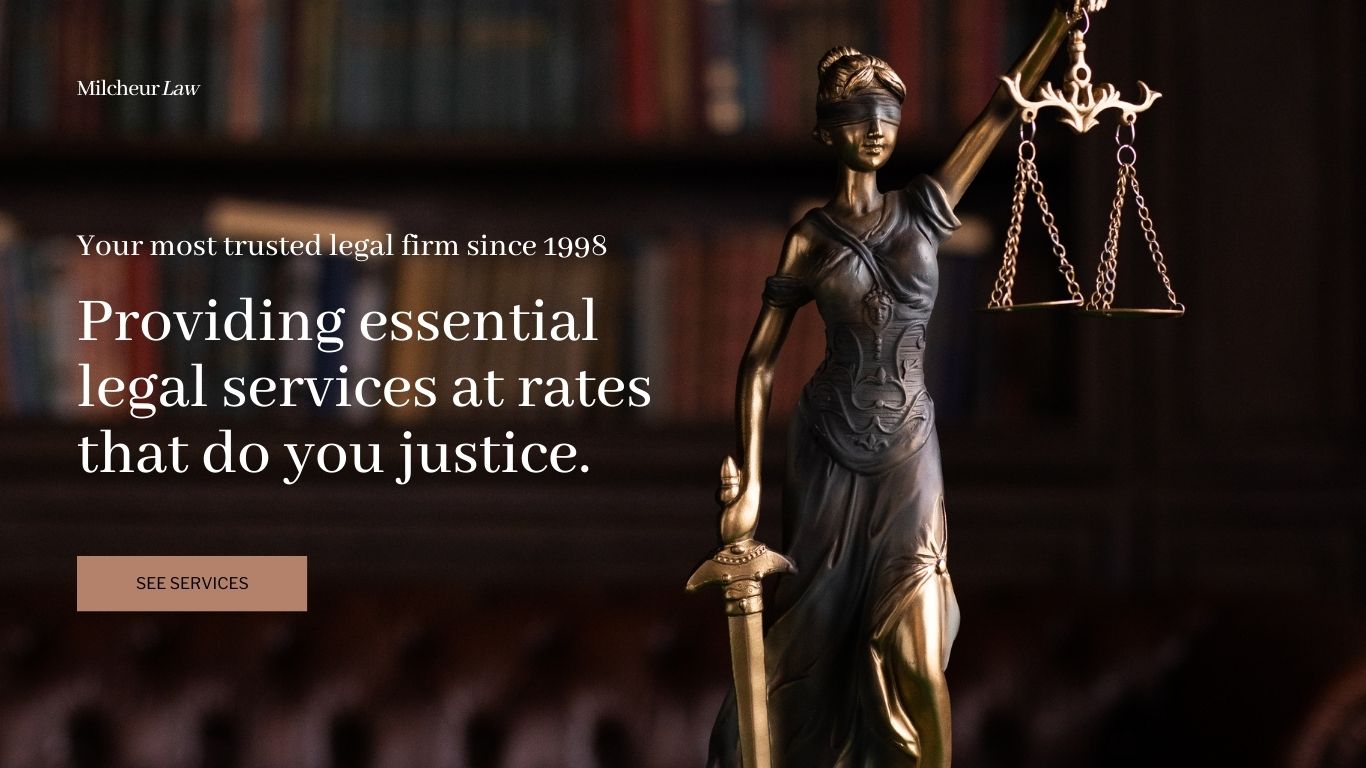 Milcheur Law
Your most trusted legal firm since 1998
Providing essential
legal services at rates
that do you justice.
SEE SERVICES